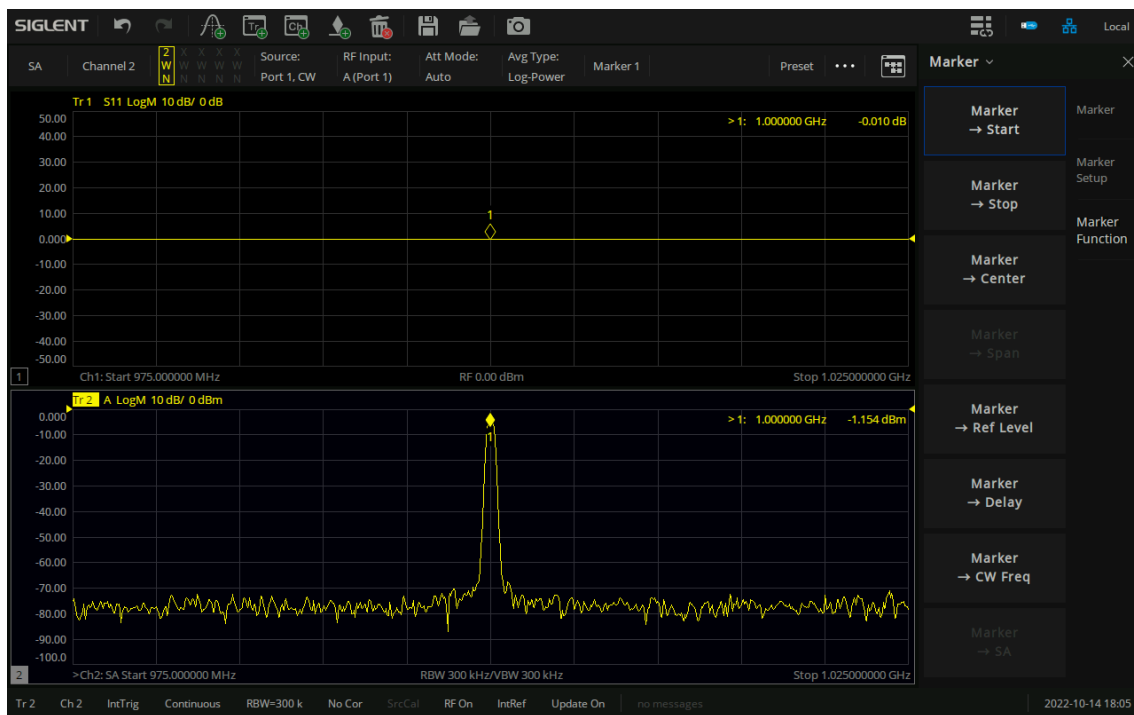 SIGLENT
Tr
Ch
Local
SA
Channel 2
2 X X X X
W W W W W
N N N N N
Source:
Port 1, CW
RF Input:
A (Port 1)
Att Mode:
Auto
Avg Type:
Log-Power
Marker 1
Preset
•••
Tr 1 S11 LogM 10 dB/ 0 dB
50.00
40.00
30.00
20.00
10.00
0.000
-10.00
-20.00
-30.00
-40.00
-50.00
> 1: 1.000000 GHz -0.010 dB
1
1
Ch1: Start 975.000000 MHz RF 0.00 dBm Stop 1.025000000 GHz
Tr 2 A LogM 10 dB/ 0 dBm
0.000
-10.00
-20.00
-30.00
-40.00
-50.00
-60.00
-70.00
-80.00
-90.00
-100.0
> 1: 1.000000 GHz -1.154 dBm
1
2
>Ch2: SA Start 975.000000 MHz RBW 300 kHz/VBW 300 kHz Stop 1.025000000 GHz
Marker
Marker
→ Start
Marker
→ Stop
Marker
→ Center
Marker
→ Span
Marker
→ Ref Level
Marker
→ Delay
Marker
→ CW Freq
Marker
→ SA
Marker
Marker
Setup
Marker
Function
Tr 2 Ch 2 IntTrig Continuous RBW=300 k No Cor SrcCal RF On IntRef Update On no messages 2022-10-14 18:05